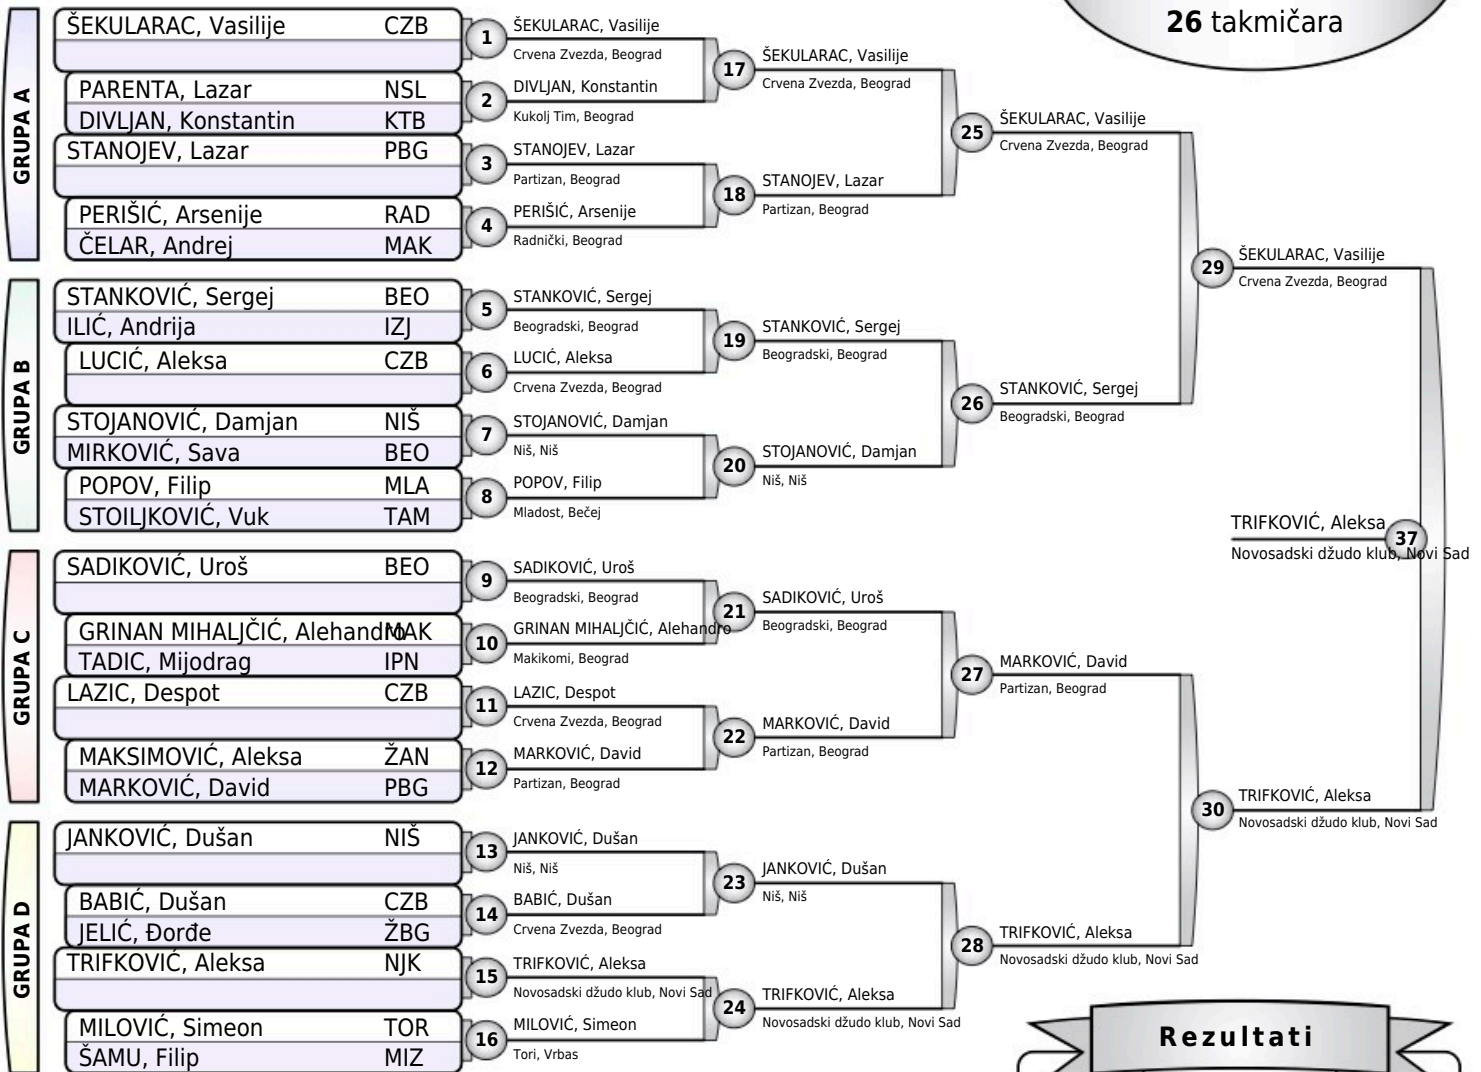 26 takmičara
GRUPA A
ŠEKULARAC, Vasilije CZB
PARENTA, Lazar NSL
DIVLJAN, Konstantin KTB
STANOJEV, Lazar PBG
PERIŠIĆ, Arsenije RAD
ČELAR, Andrej MAK
GRUPA B
STANKOVIĆ, Sergej BEO
ILIĆ, Andrija IZJ
LUCIĆ, Aleksa CZB
STOJANOVIĆ, Damjan NIŠ
MIRKOVIĆ, Sava BEO
POPOV, Filip MLA
STOILJKOVIĆ, Vuk TAM
GRUPA C
SADIKOVIĆ, Uroš BEO
GRINAN MIHALJČIĆ, Alehandro MAK
TADIC, Mijodrag IPN
LAZIC, Despot CZB
MAKSIMOVIĆ, Aleksa ŽAN
MARKOVIĆ, David PBG
GRUPA D
JANKOVIĆ, Dušan NIŠ
BABIĆ, Dušan CZB
JELIĆ, Đorđe ŽBG
TRIFKOVIĆ, Aleksa NJK
MILOVIĆ, Simeon TOR
ŠAMU, Filip MIZ
1 ŠEKULARAC, Vasilije
Crvena Zvezda, Beograd
2 DIVLJAN, Konstantin
Kukolj Tim, Beograd
3 STANOJEV, Lazar
Partizan, Beograd
4 PERIŠIĆ, Arsenije
Radnički, Beograd
5 STANKOVIĆ, Sergej
Beogradski, Beograd
6 LUCIĆ, Aleksa
Crvena Zvezda, Beograd
7 STOJANOVIĆ, Damjan
Niš, Niš
8 POPOV, Filip
Mladost, Bečej
9 SADIKOVIĆ, Uroš
Beogradski, Beograd
10 GRINAN MIHALJČIĆ, Alehandro
Makikomi, Beograd
11 LAZIC, Despot
Crvena Zvezda, Beograd
12 MARKOVIĆ, David
Partizan, Beograd
13 JANKOVIĆ, Dušan
Niš, Niš
14 BABIĆ, Dušan
Crvena Zvezda, Beograd
15 TRIFKOVIĆ, Aleksa
Novosadski džudo klub, Novi Sad
16 MILOVIĆ, Simeon
Tori, Vrbas
17 ŠEKULARAC, Vasilije
Crvena Zvezda, Beograd
18 STANOJEV, Lazar
Partizan, Beograd
19 STANKOVIĆ, Sergej
Beogradski, Beograd
20 STOJANOVIĆ, Damjan
Niš, Niš
21 SADIKOVIĆ, Uroš
Beogradski, Beograd
22 MARKOVIĆ, David
Partizan, Beograd
23 JANKOVIĆ, Dušan
Niš, Niš
24 TRIFKOVIĆ, Aleksa
Novosadski džudo klub, Novi Sad
25 ŠEKULARAC, Vasilije
Crvena Zvezda, Beograd
26 STANKOVIĆ, Sergej
Beogradski, Beograd
27 MARKOVIĆ, David
Partizan, Beograd
28 TRIFKOVIĆ, Aleksa
Novosadski džudo klub, Novi Sad
29 ŠEKULARAC, Vasilije
Crvena Zvezda, Beograd
30 TRIFKOVIĆ, Aleksa
Novosadski džudo klub, Novi Sad
TRIFKOVIĆ, Aleksa 37
Novosadski džudo klub, Novi Sad
Rezultati